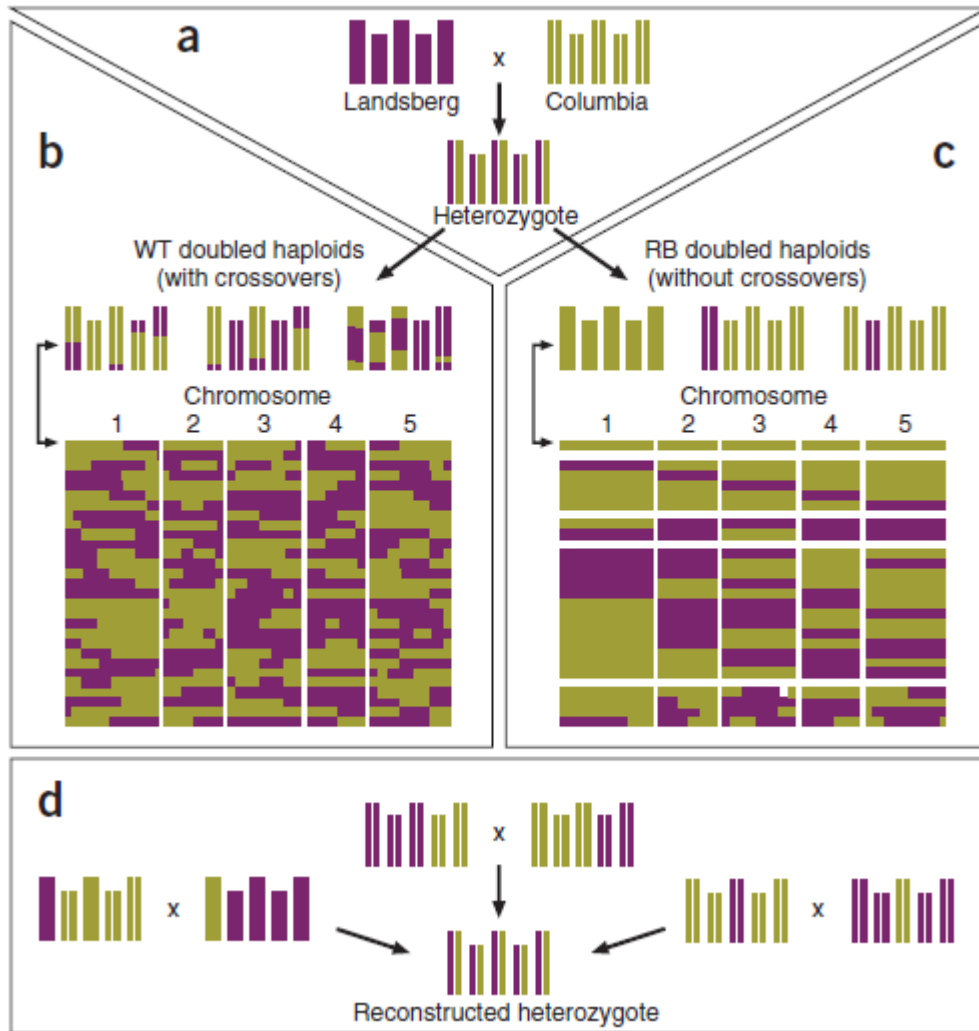 a
x
Landsberg
Columbia
b
c
Heterozygote
WT doubled haploids
(with crossovers)
RB doubled haploids
(without crossovers)
Chromosome
1 2 3 4 5
Chromosome
1 2 3 4 5
d
x
x
x
Reconstructed heterozygote